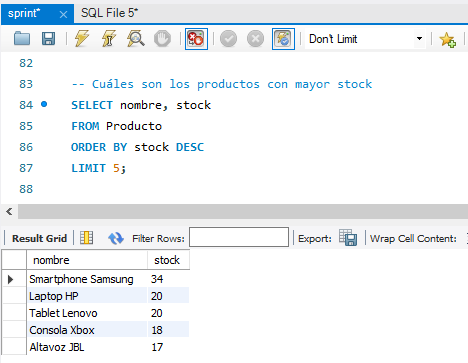 sprint*
SQL File 5*
Don't Limit
82
83 -- Cuáles son los productos con mayor stock
84 SELECT nombre, stock
85 FROM Producto
86 ORDER BY stock DESC
87 LIMIT 5;
88
Result Grid Filter Rows: Export: Wrap Cell Content:
nombre stock
Smartphone Samsung 34
Laptop HP 20
Tablet Lenovo 20
Consola Xbox 18
Altavoz JBL 17